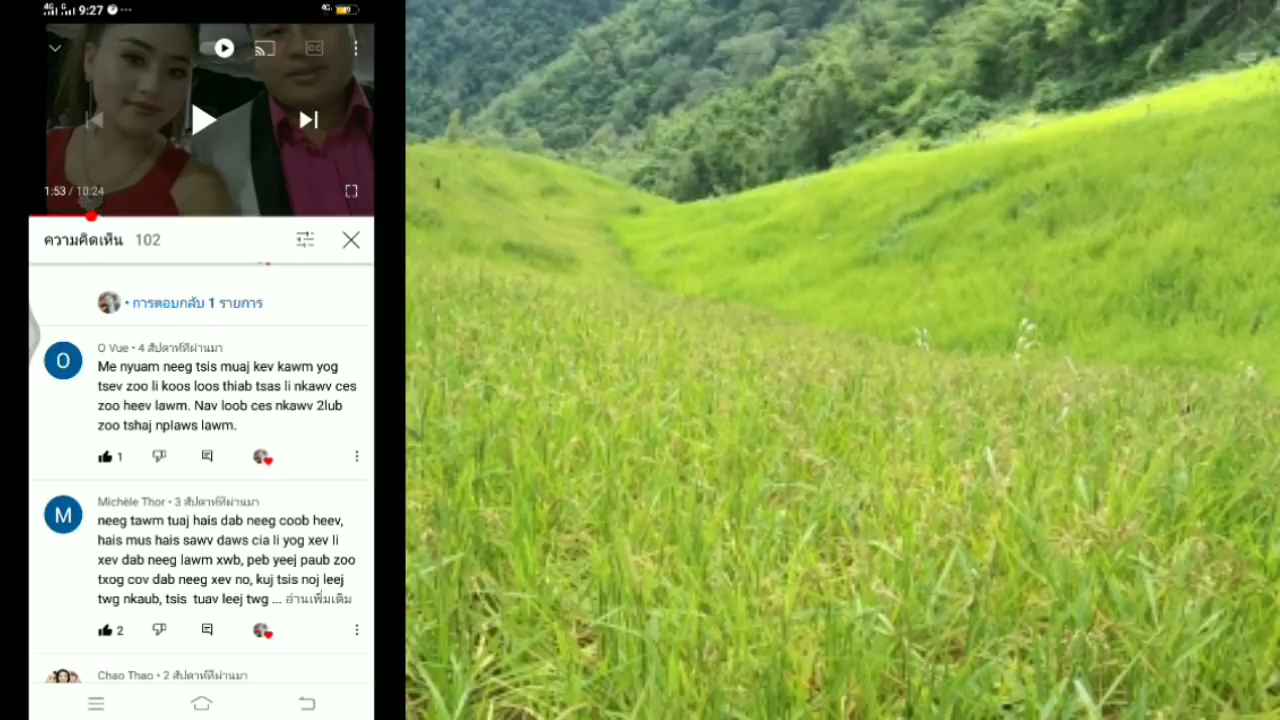 4G 9:27 4G
CC
1:53 / 10:24
ความคิดเห็น 102
• การตอบกลับ 1 รายการ
O Vue • 4 สัปดาห์ที่ผ่านมา
O
Me nyuam neeg tsis muaj kev kawm yog
tsev zoo li koos loos thiab tsas li nkawv ces
zoo heev lawm. Nav loob ces nkawv 2lub
zoo tshaj nplaws lawm.
1
Michèle Thor • 3 สัปดาห์ที่ผ่านมา
M
neeg tawm tuaj hais dab neeg coob heev,
hais mus hais sawv daws cia li yog xev li
xev dab neeg lawm xwb, peb yeej paub zoo
txog cov dab neeg xev no, kuj tsis noj leej
twg nkaub, tsis tuav leej twg ... อ่านเพิ่มเติม
2
Chao Thao • 2 สัปดาห์ที่ผ่านมา